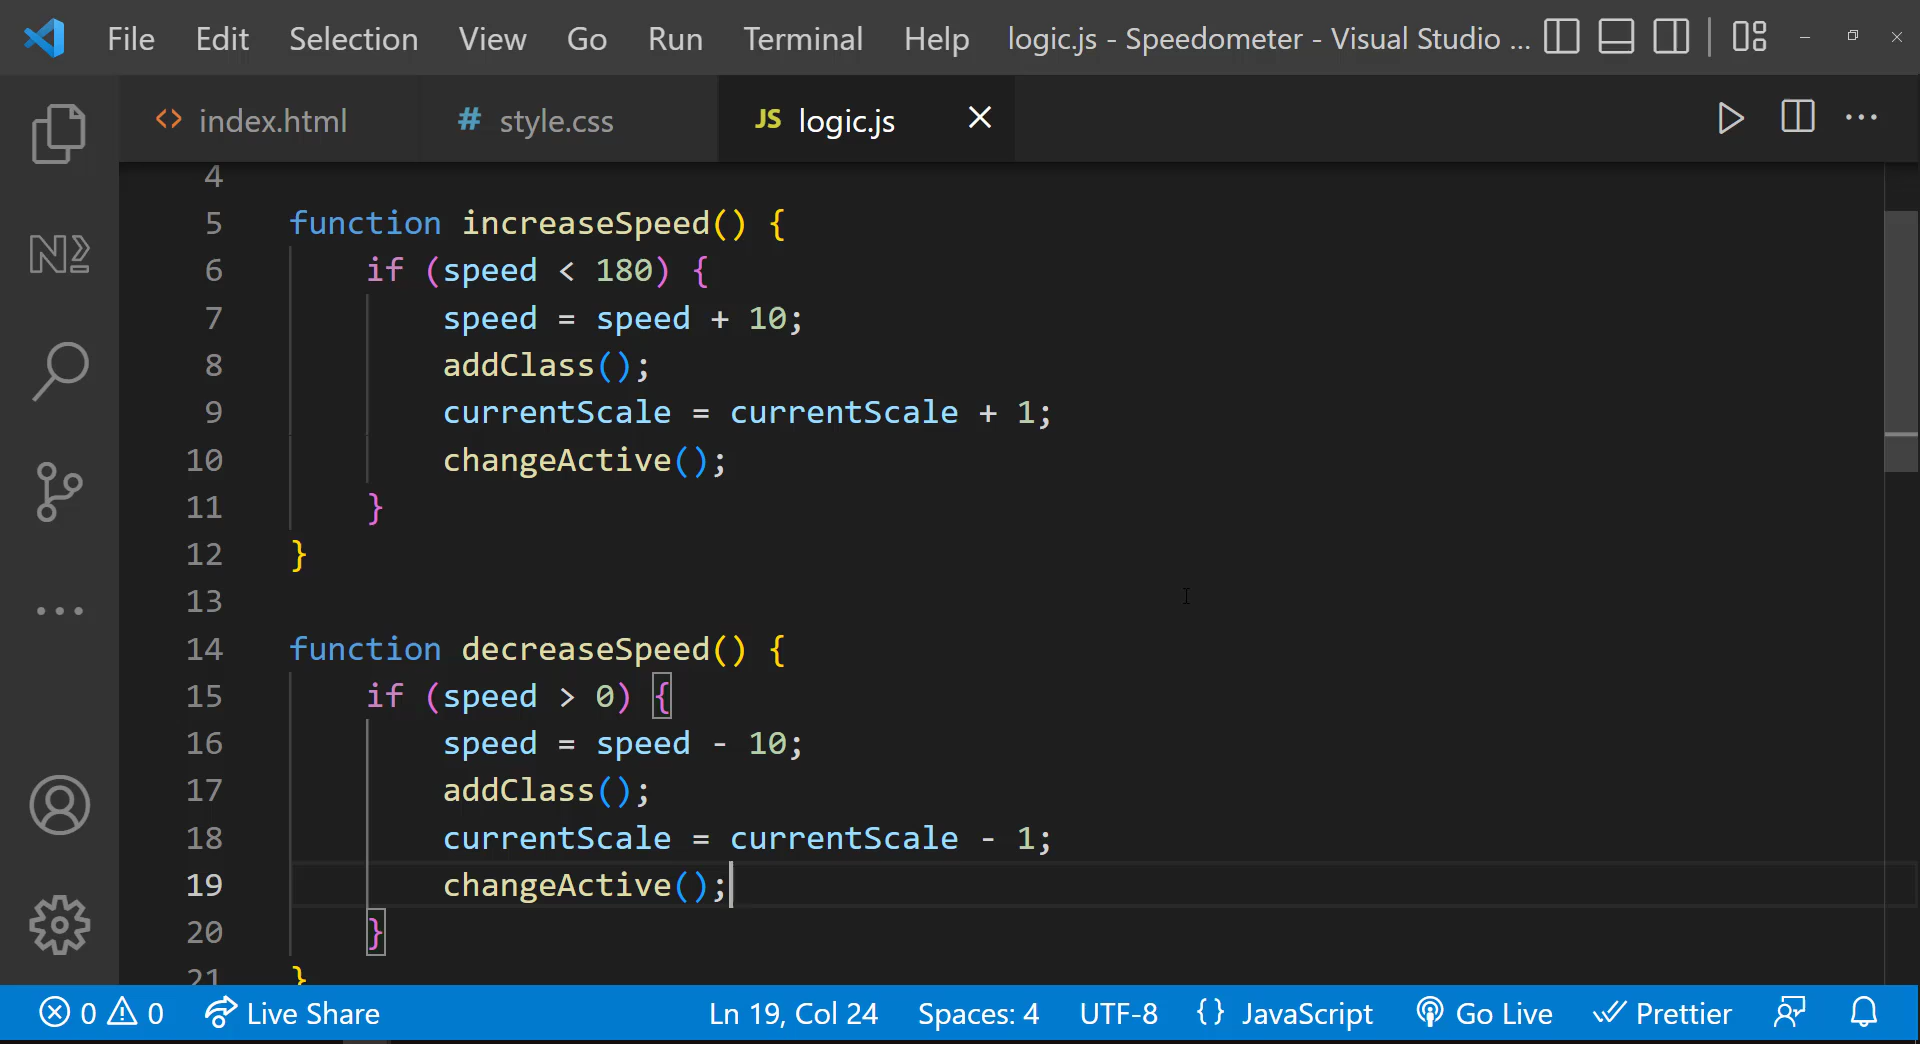 File Edit Selection View Go Run Terminal Help logic.js - Speedometer - Visual Studio ...
<> index.html # style.css JS logic.js
4
5 function increaseSpeed() {
6     if (speed < 180) {
7         speed = speed + 10;
8         addClass();
9         currentScale = currentScale + 1;
10         changeActive();
11     }
12 }
13
14 function decreaseSpeed() {
15     if (speed > 0) {
16         speed = speed - 10;
17         addClass();
18         currentScale = currentScale - 1;
19         changeActive();
20     }
21 }
0 0 Live Share Ln 19, Col 24 Spaces: 4 UTF-8 {} JavaScript Go Live Prettier